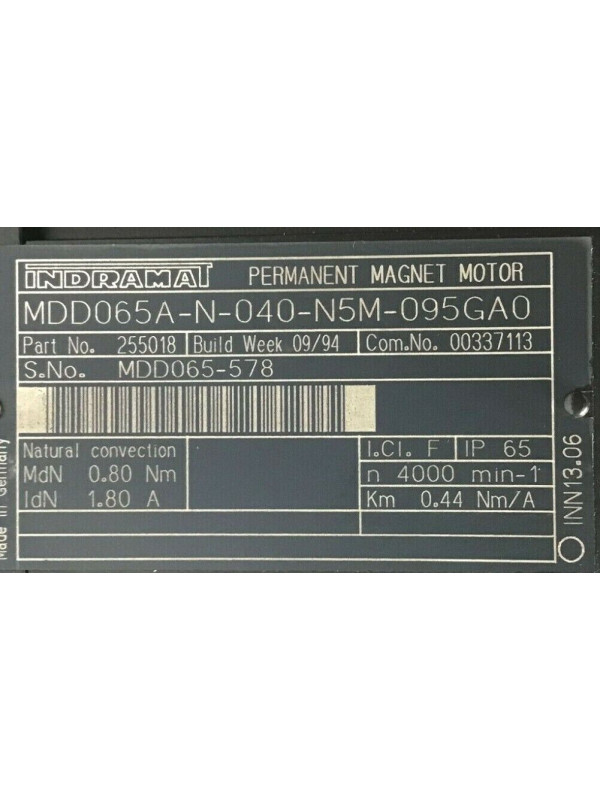 INDRAMAT PERMANENT MAGNET MOTOR
MDD065A-N-040-N5M-095GA0
Part No. 255018 Build Week 09/94 Com.No. 00337113
S.No. MDD065-578
Natural convection I.Cl. F IP 65
MdN 0.80 Nm n 4000 min-1
IdN 1.80 A Km 0.44 Nm/A
Made in Germany
INN13.06